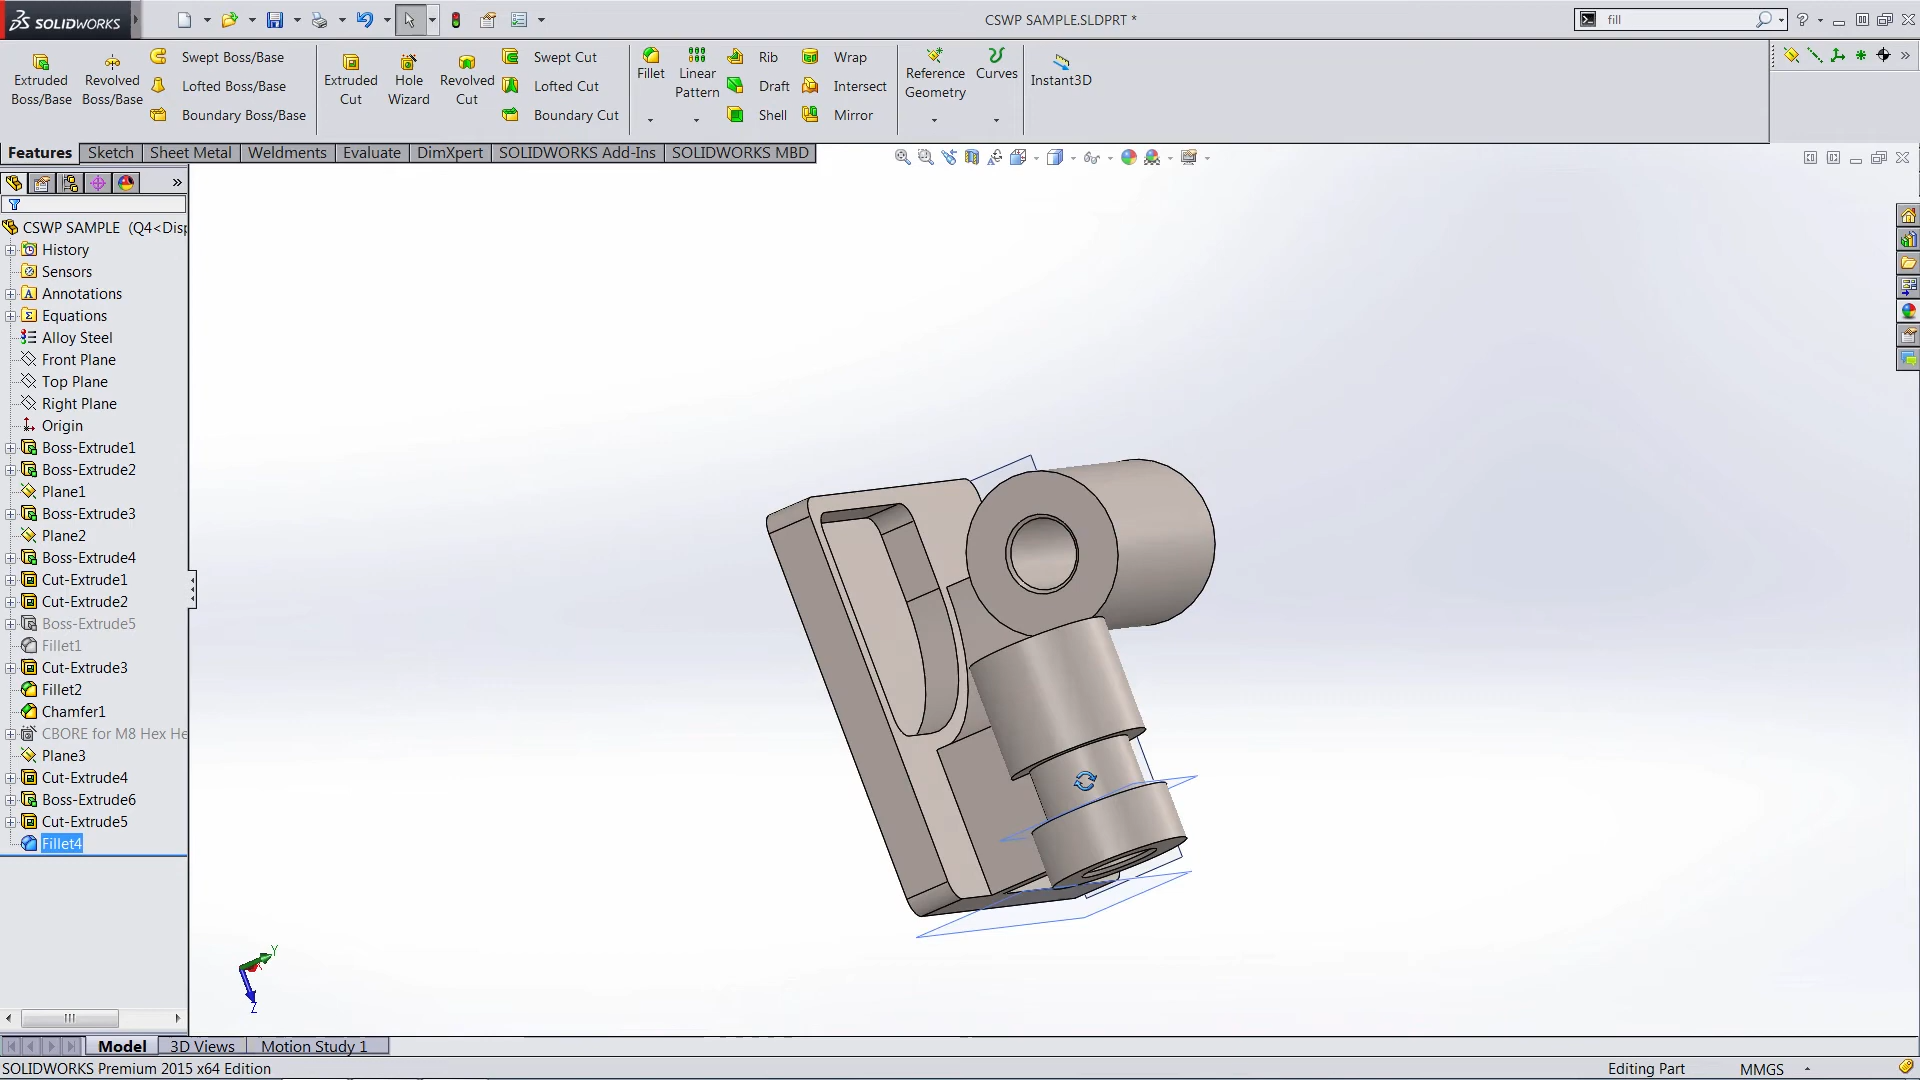 SOLIDWORKS
CSWP SAMPLE.SLDPRT *
fill
Extruded Boss/Base
Revolved Boss/Base
Swept Boss/Base
Lofted Boss/Base
Boundary Boss/Base
Extruded Cut
Hole Wizard
Revolved Cut
Swept Cut
Lofted Cut
Boundary Cut
Fillet
Linear Pattern
Rib
Draft
Shell
Wrap
Intersect
Mirror
Reference Geometry
Curves
Instant3D
Features
Sketch
Sheet Metal
Weldments
Evaluate
DimXpert
SOLIDWORKS Add-Ins
SOLIDWORKS MBD
CSWP SAMPLE (Q4<Disp
History
Sensors
Annotations
Equations
Alloy Steel
Front Plane
Top Plane
Right Plane
Origin
Boss-Extrude1
Boss-Extrude2
Plane1
Boss-Extrude3
Plane2
Boss-Extrude4
Cut-Extrude1
Cut-Extrude2
Boss-Extrude5
Fillet1
Cut-Extrude3
Fillet2
Chamfer1
CBORE for M8 Hex He
Plane3
Cut-Extrude4
Boss-Extrude6
Cut-Extrude5
Fillet4
Y
Z
Model
3D Views
Motion Study 1
SOLIDWORKS Premium 2015 x64 Edition
Editing Part
MMGS